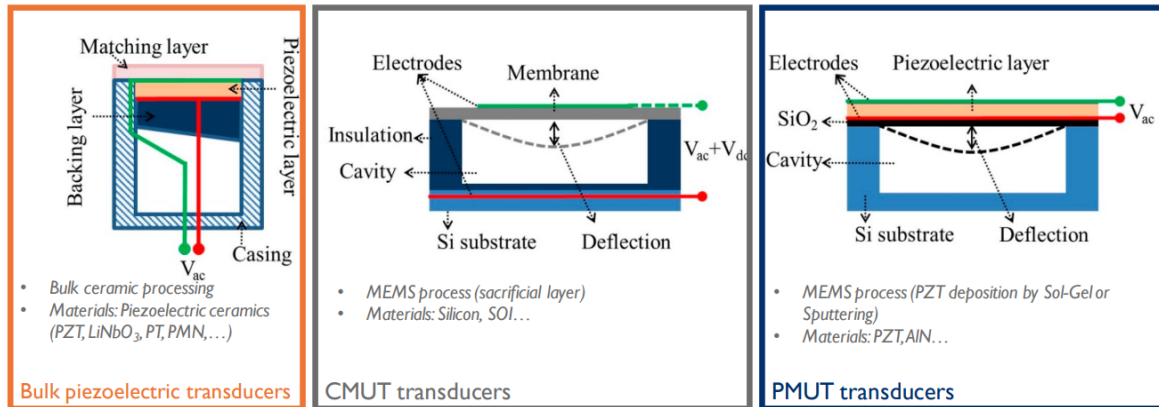 Matching layer
Backing layer
Piezoelectric layer
Casing
Vac
• Bulk ceramic processing
• Materials: Piezoelectric ceramics
(PZT, LiNbO3, PT, PMN,…)
Bulk piezoelectric transducers
Electrodes
Membrane
Insulation
Cavity
Vac+Vdc
Si substrate
Deflection
• MEMS process (sacrificial layer)
• Materials: Silicon, SOI…
CMUT transducers
Electrodes
Piezoelectric layer
SiO2
Vac
Cavity
Si substrate
Deflection
• MEMS process (PZT deposition by Sol-Gel or
Sputtering)
• Materials: PZT, AlN…
PMUT transducers